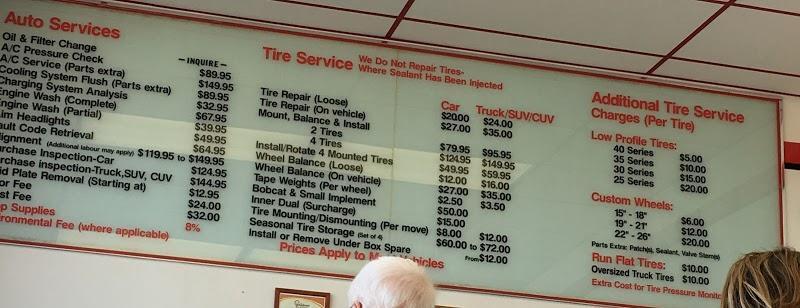 Auto Services
Oil & Filter Change — INQUIRE —
A/C Pressure Check $89.95
A/C Service (Parts extra) $149.95
Cooling System Flush (Parts extra) $89.95
Charging System Analysis $32.95
Engine Wash (Complete) $67.95
Engine Wash (Partial) $39.95
Headlights $49.95
Code Retrieval $64.95
(Additional labour may apply) $119.95 to $149.95
Inspection-Car $124.95
Inspection-Truck,SUV, CUV $144.95
Plate Removal (Starting at) $12.95
Fee $24.00
Fee $32.00
Supplies 8%
Fee (where applicable)
Tire Service We Do Not Repair Tires-
Where Sealant Has Been Injected
Car Truck/SUV/CUV
Tire Repair (Loose) $20.00 $24.00
Tire Repair (On vehicle) $27.00 $35.00
Mount, Balance & Install
2 Tires $79.95 $95.95
4 Tires $124.95 $149.95
Install/Rotate 4 Mounted Tires $49.95 $59.95
Wheel Balance (Loose) $12.00 $16.00
Wheel Balance (On vehicle) $27.00 $35.00
Tape Weights (Per wheel) $2.50 $3.50
Bobcat & Small Implement $50.00
Inner Dual (Surcharge) $15.00
Tire Mounting/Dismounting (Per move) $8.00 $12.00
Seasonal Tire Storage (Set of 4) $60.00 to $72.00
Install or Remove Under Box Spare From $12.00
Prices Apply to Vehicles
Additional Tire Service
Charges (Per Tire)
Low Profile Tires:
40 Series: $5.00
35 Series: $10.00
30 Series: $15.00
25 Series: $20.00
Custom Wheels:
15" - 18" $6.00
19" - 21" $12.00
22" - 26" $20.00
Parts Extra: Patch(s), Sealant, Valve Stem(s)
Run Flat Tires: $10.00
Oversized Truck Tires $10.00
Extra Cost for Tire Pressure